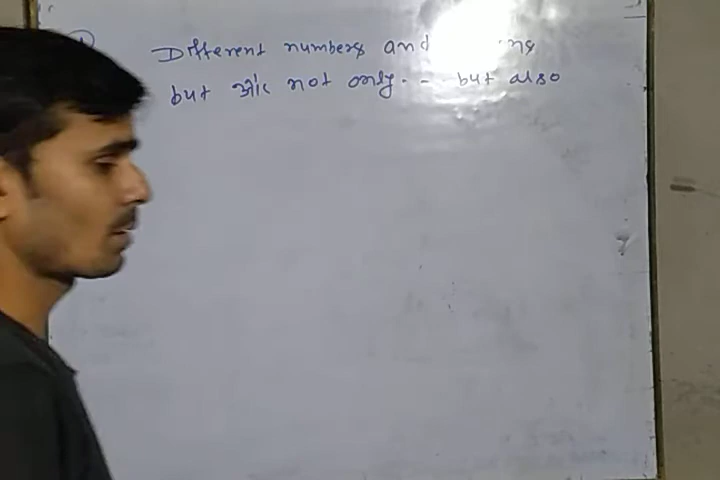 Different numbers and
but और not only - - but also